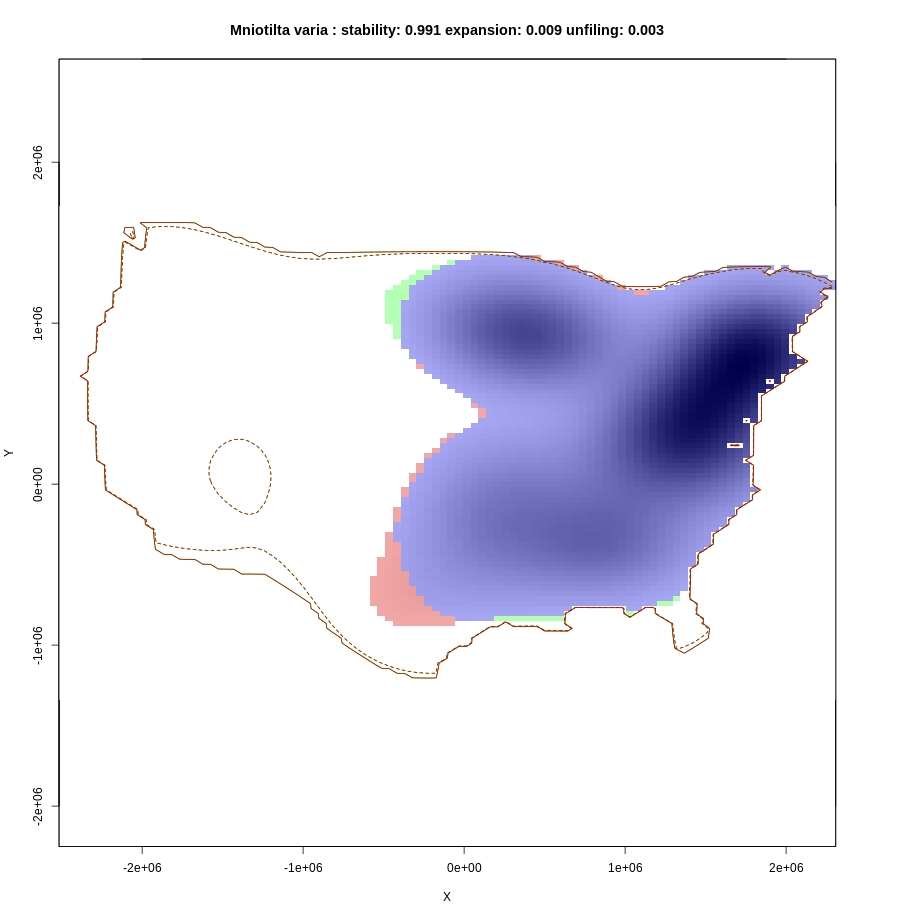 Mniotilta varia : stability: 0.991 expansion: 0.009 unfiling: 0.003
2e+06
1e+06
0e+00
-1e+06
-2e+06
Y
-2e+06 -1e+06 0e+00 1e+06 2e+06
X